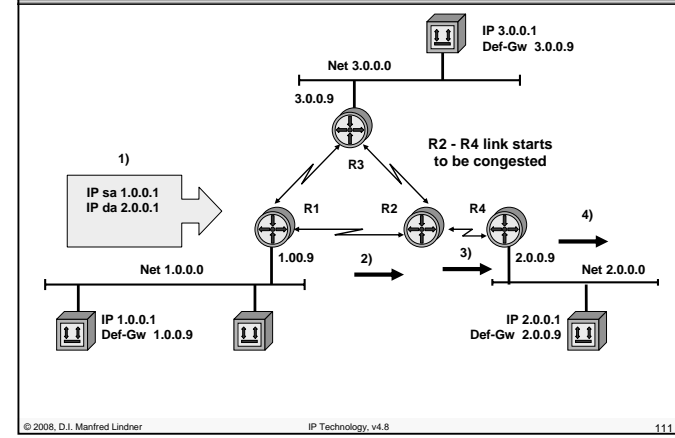 IP 3.0.0.1
Def-Gw 3.0.0.9
Net 3.0.0.0
3.0.0.9
R2 - R4 link starts
to be congested
1)
R3
IP sa 1.0.0.1
IP da 2.0.0.1
R1
R2
R4
4)
1.00.9
2)
3)
2.0.0.9
Net 1.0.0.0
Net 2.0.0.0
IP 1.0.0.1
Def-Gw 1.0.0.9
IP 2.0.0.1
Def-Gw 2.0.0.9
© 2008, D.I. Manfred Lindner
IP Technology, v4.8
111